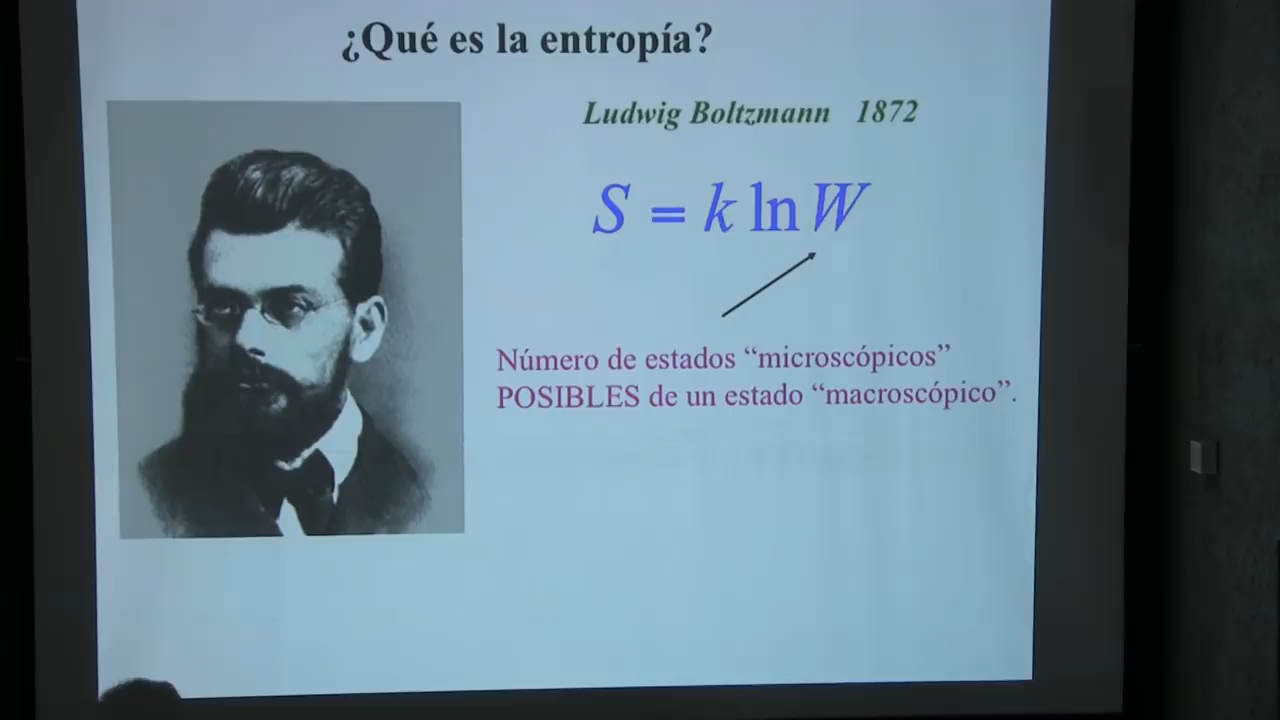 ¿Qué es la entropía?
Ludwig Boltzmann 1872
S = k ln W
Número de estados “microscópicos”
POSIBLES de un estado “macroscópico”.